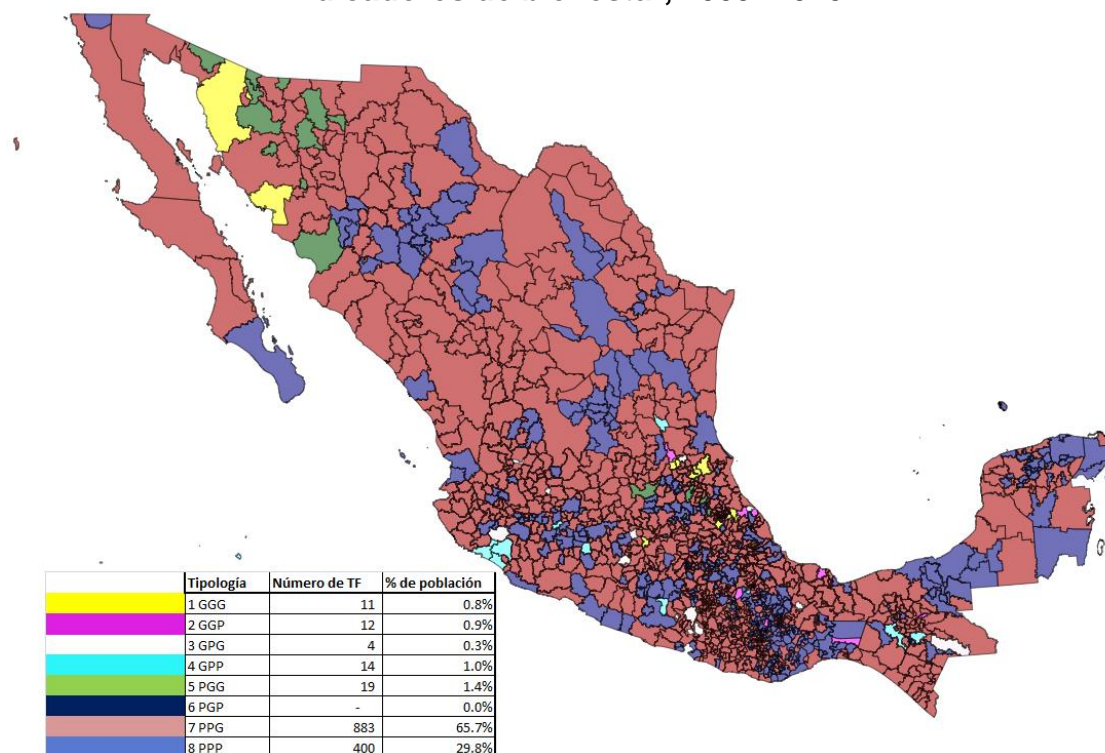 Tipología Número de TF % de población
1 GGG 11 0.8%
2 GGP 12 0.9%
3 GPG 4 0.3%
4 GPP 14 1.0%
5 PGG 19 1.4%
6 PGP - 0.0%
7 PPG 883 65.7%
8 PPP 400 29.8%